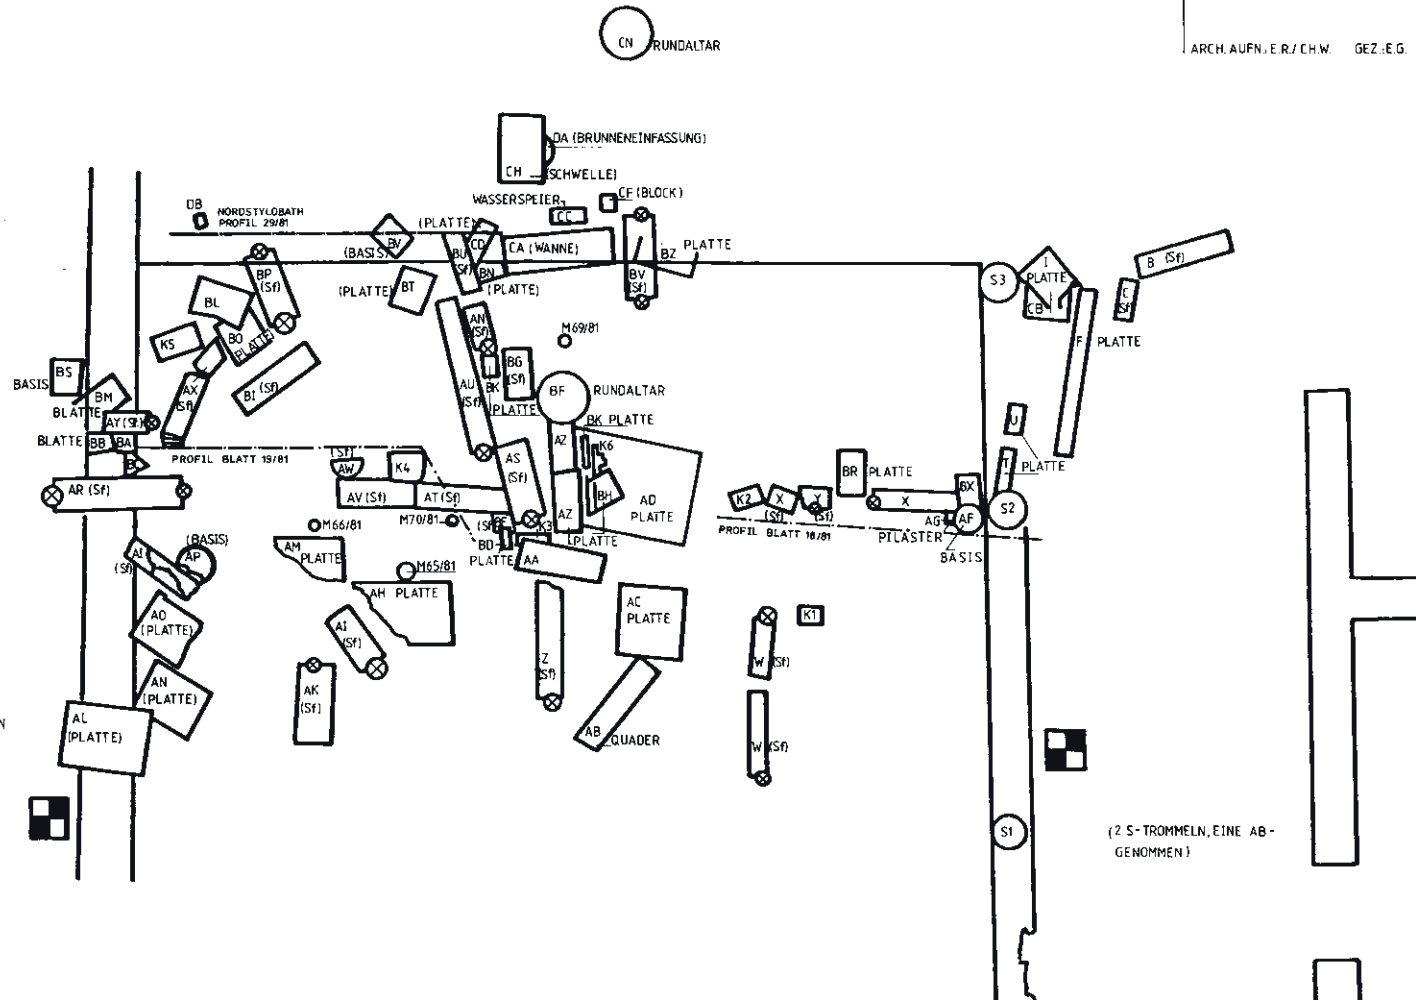 CN
RUNDALTAR
ARCH. AUFN.: E.R./ CH.W. GEZ.: E.G.
DA (BRUNNENEINFASSUNG)
CH
(SCHWELLE)
CF (BLOCK)
WASSERSPEIER
CC
DB
NORDSTYLOBATH
PROFIL 29/81
(PLATTE)
BV
(BASIS)
CD
CA (WANNE)
BU
(Sf)
BN
(PLATTE)
BZ
PLATTE
BV
(Sf)
B (Sf)
S3
I
PLATTE
CB
C
(Sf)
F PLATTE
BP
(Sf)
BL
(PLATTE)
BT
BO
(PLATTE)
KS
AN
(Sf)
M69/81
BG
(Sf)
BK
PLATTE
BF
RUNDALTAR
BS
BASIS
BM
BLATTE
AX
(Sf)
BI (Sf)
AU
(Sf)
AY (Sf)
BLATTE
BB
BA
BC
PROFIL BLATT 19/81
BK PLATTE
AZ
K6
AS
(Sf)
(Sf)
AW
K4
AV (Sf)
AT (Sf)
AR (Sf)
BH
AD
PLATTE
AZ
PLATTE
U
T
PLATTE
BR
PLATTE
K2
X
(Sf)
X
(Sf)
X
BX
AG
AF
S2
PILASTER
BASIS
PROFIL BLATT 18/81
M66/81
M70/81
(Sf)
BE
K3
BD
PLATTE
AA
(BASIS)
AP
AI
(Sf)
AM
PLATTE
M65/81
AH PLATTE
AO
(PLATTE)
AI
(Sf)
AC
PLATTE
K1
Z
(Sf)
W (Sf)
AN
(PLATTE)
AK
(Sf)
AL
(PLATTE)
AB
QUADER
W (Sf)
N
S1
(2 S-TROMMELN, EINE AB-
GENOMMEN)